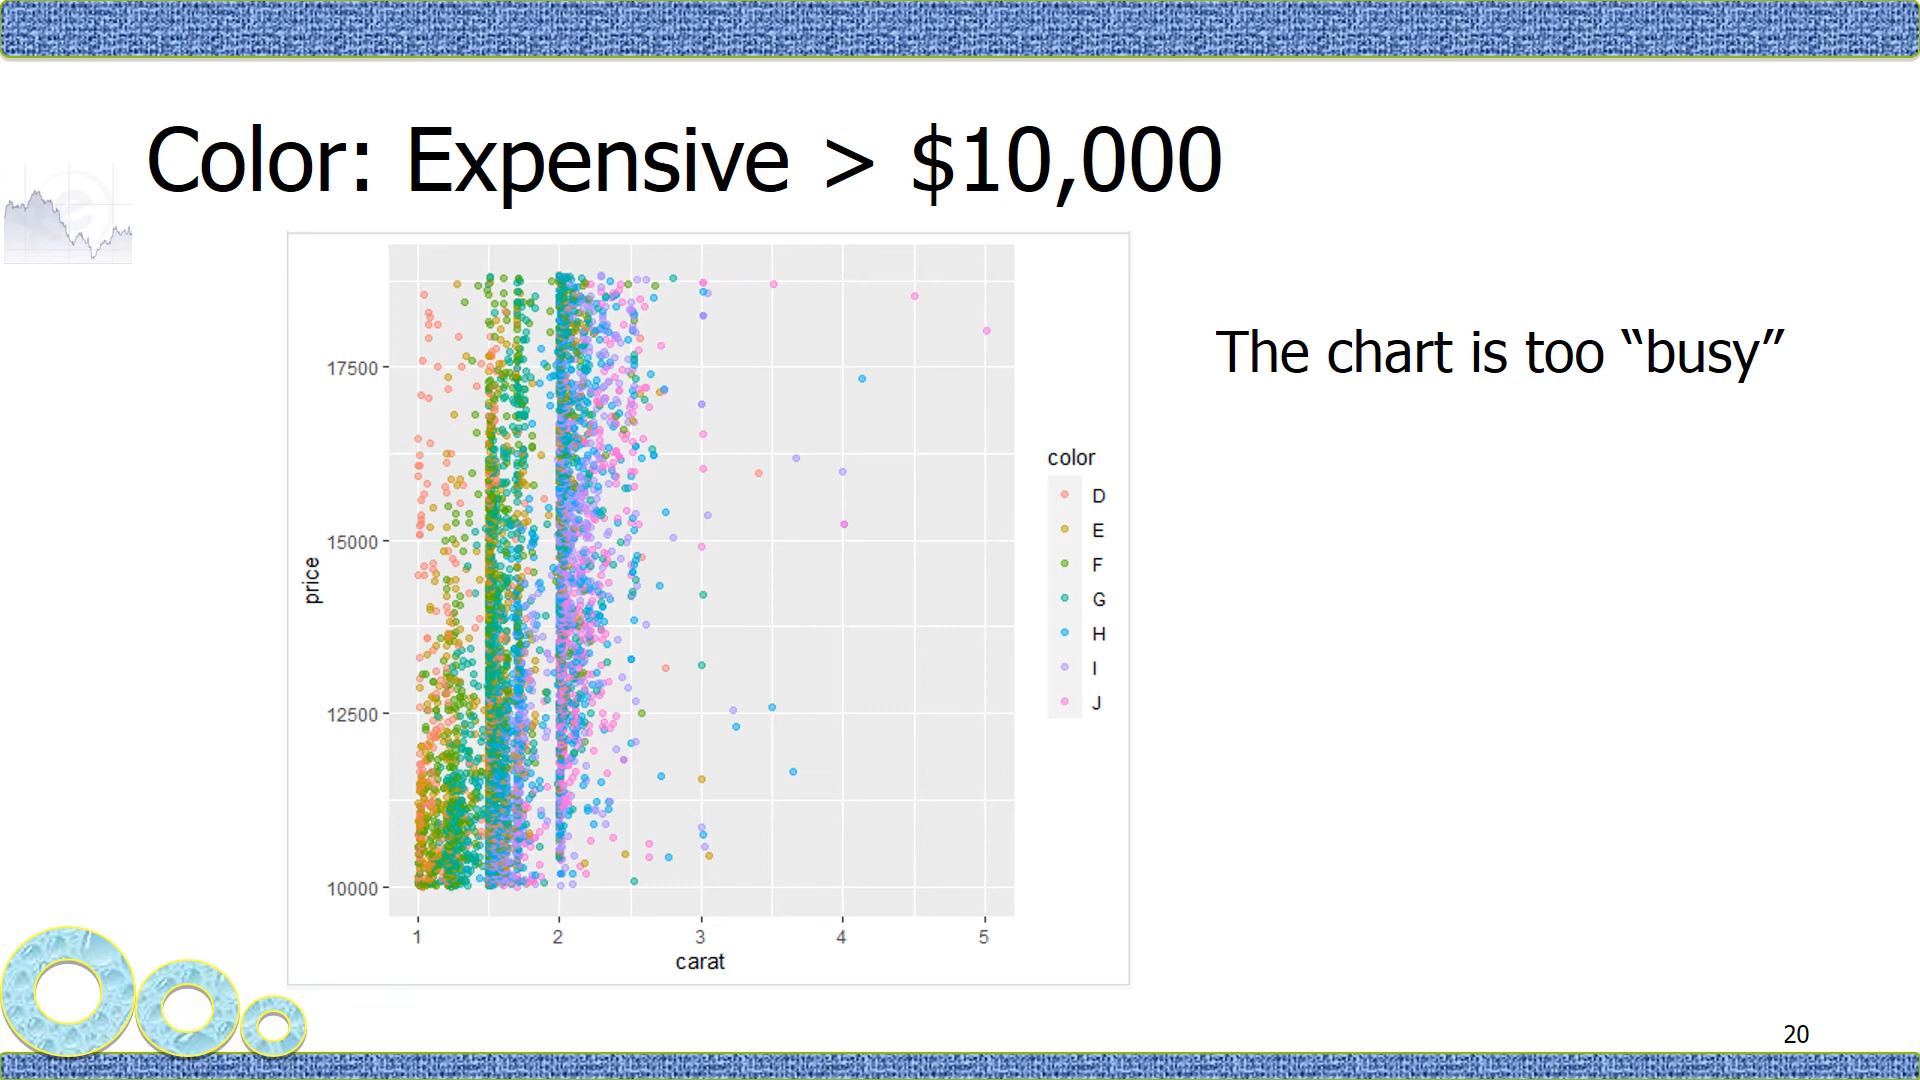 Color: Expensive > $10,000
The chart is too “busy”
17500
15000
12500
10000
price
1 2 3 4 5
carat
color
D
E
F
G
H
I
J
20